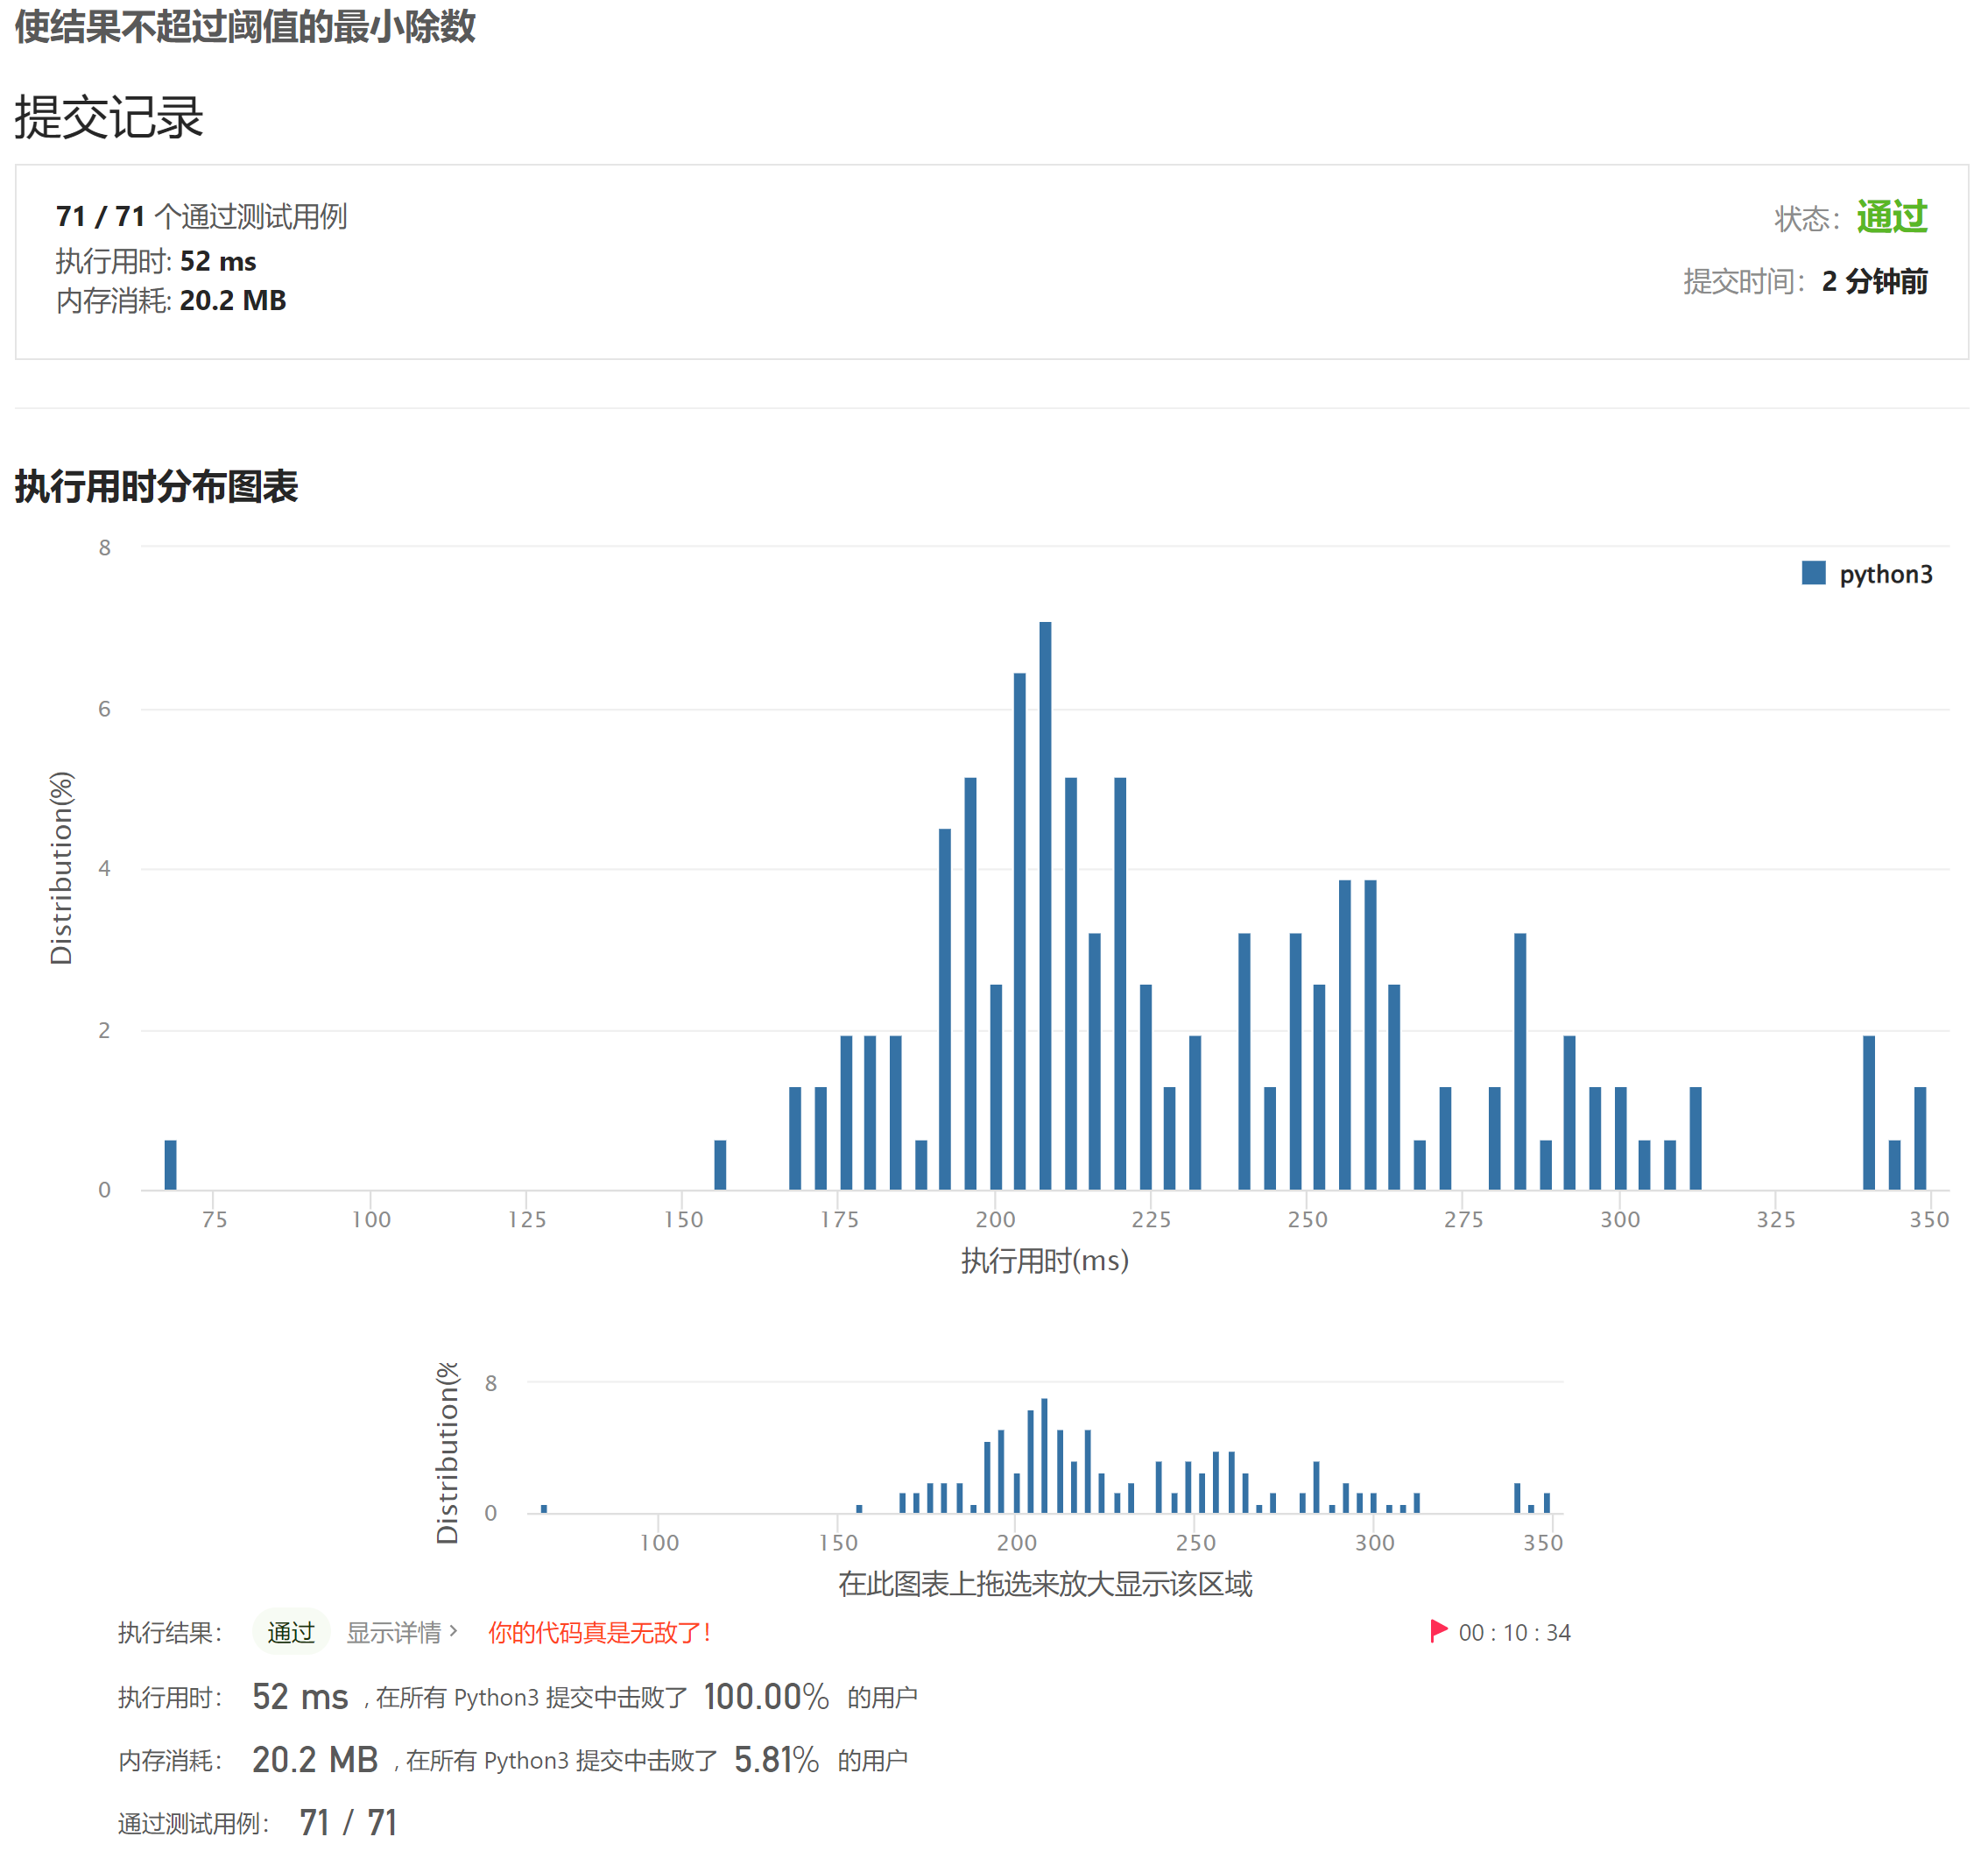 使结果不超过阈值的最小除数
提交记录
71 / 71 个通过测试用例
状态：通过
执行用时: 52 ms
提交时间：2 分钟前
内存消耗: 20.2 MB
执行用时分布图表
8
python3
6
4
2
0
Distribution(%)
75 100 125 150 175 200 225 250 275 300 325 350
执行用时(ms)
Distribution(%
8
0
100 150 200 250 300 350
在此图表上拖选来放大显示该区域
执行结果： 通过 显示详情 > 你的代码真是无敌了！ 00 : 10 : 34
执行用时： 52 ms , 在所有 Python3 提交中击败了 100.00% 的用户
内存消耗： 20.2 MB , 在所有 Python3 提交中击败了 5.81% 的用户
通过测试用例： 71 / 71